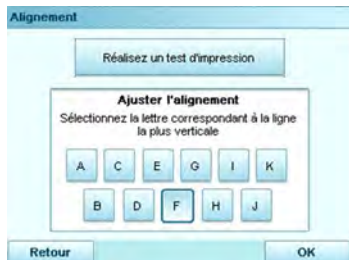 Alignement
Réalisez un test d'impression
Ajuster l'alignement
Sélectionnez la lettre correspondant à la ligne
la plus verticale
A C E G I K
B D F H J
Retour OK